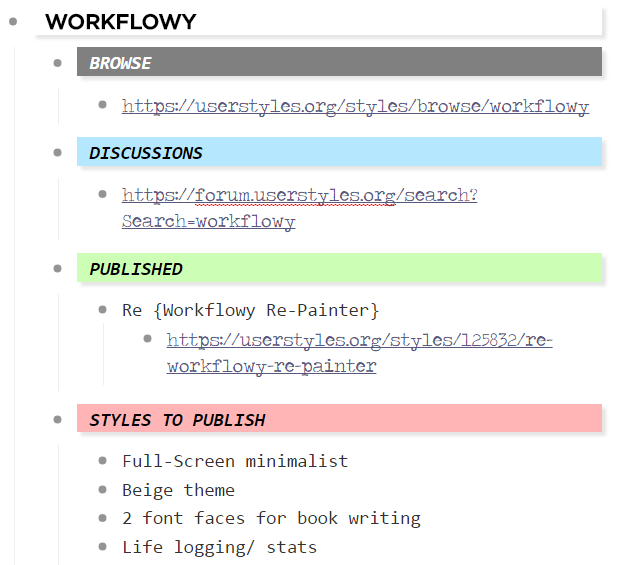 WORKFLOWY
BROWSE
https://userstyles.org/styles/browse/workflowy
DISCUSSIONS
https://forum.userstyles.org/search?
Search=workflowy
PUBLISHED
Re {Workflowy Re-Painter}
https://userstyles.org/styles/125832/re-
workflowy-re-painter
STYLES TO PUBLISH
Full-Screen minimalist
Beige theme
2 font faces for book writing
Life logging/ stats